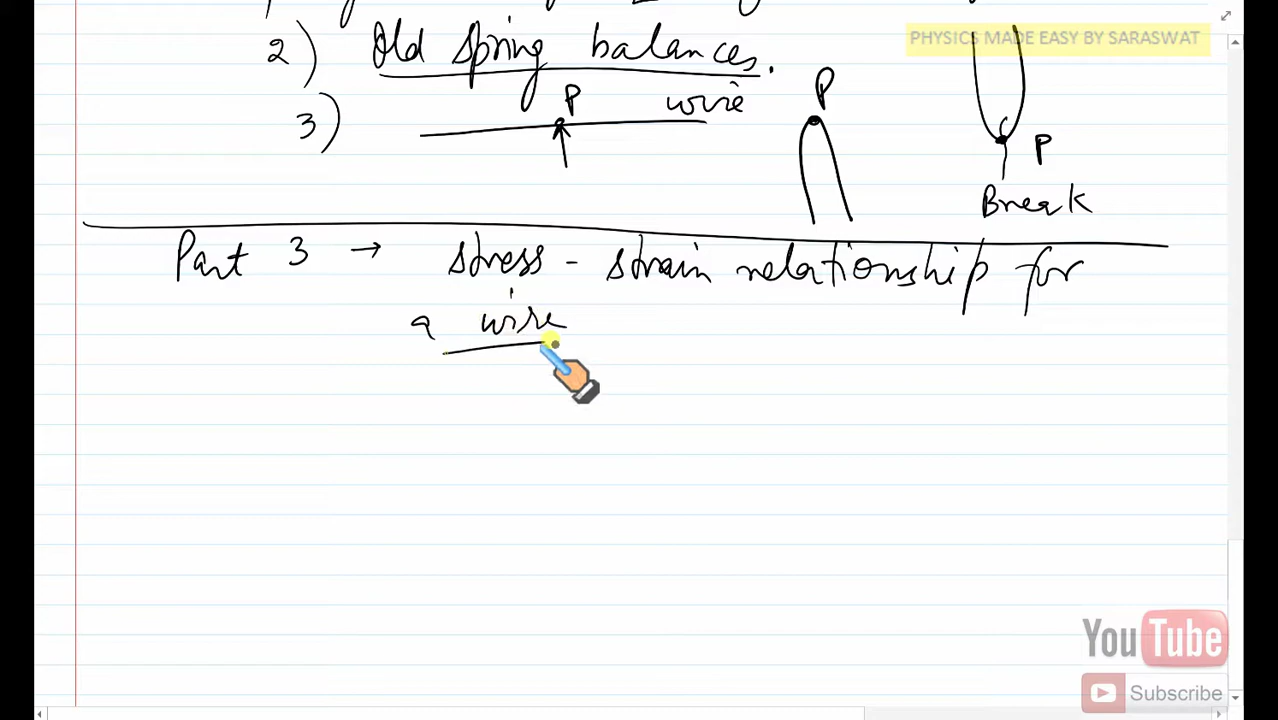 PHYSICS MADE EASY BY SARASWAT
2) Old Spring balances.
3) P wire P P
Break
Part 3 → stress - strain relationship for
a wire
YouTube
Subscribe